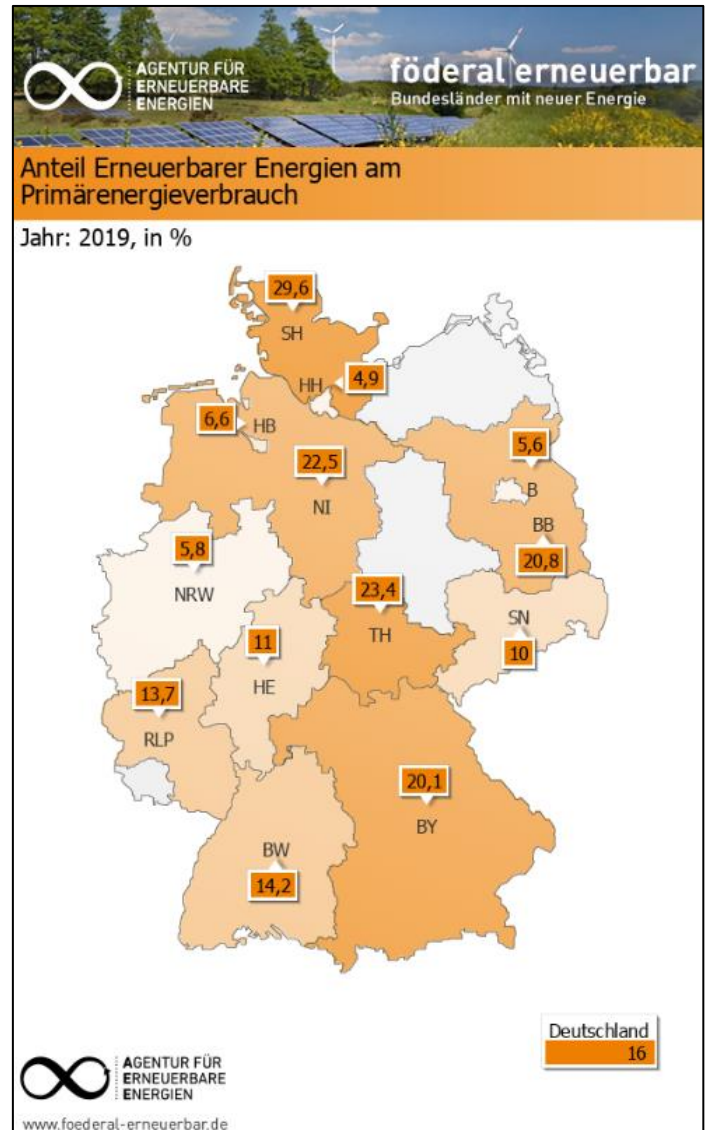 AGENTUR FÜR
ERNEUERBARE
ENERGIEN
föderal erneuerbar
Bundesländer mit neuer Energie
Anteil Erneuerbarer Energien am
Primärenergieverbrauch
Jahr: 2019, in %
29,6
SH
HH
4,9
6,6
HB
22,5
NI
5,6
B
BB
20,8
5,8
NRW
23,4
TH
SN
10
11
HE
13,7
RLP
20,1
BY
BW
14,2
Deutschland
16
AGENTUR FÜR
ERNEUERBARE
ENERGIEN
www.foederal-erneuerbar.de